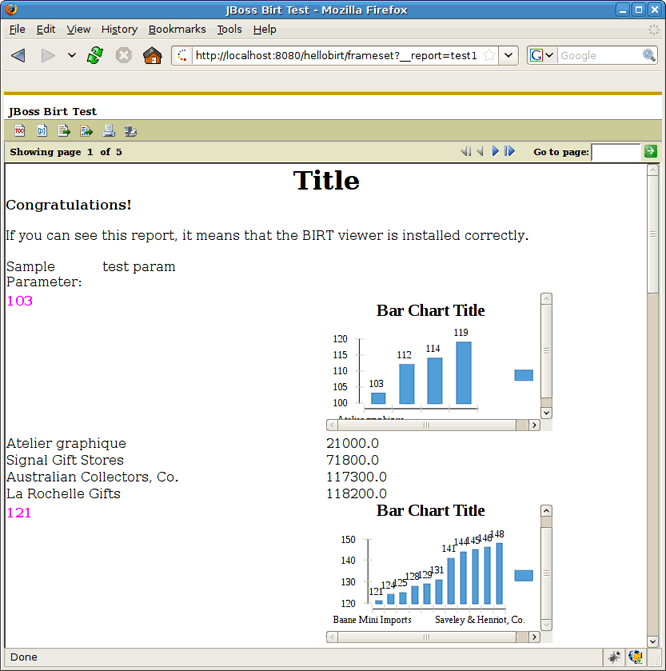 JBoss Birt Test - Mozilla Firefox
File Edit View History Bookmarks Tools Help
http://localhost:8080/hellobirt/frameset?__report=test1
G Google
JBoss Birt Test
TOC
Showing page 1 of 5 Go to page:
Title
Congratulations!
If you can see this report, it means that the BIRT viewer is installed correctly.
Sample test param
Parameter:
103
Bar Chart Title
120
115
110
105
100
103
112
114
119
Atelier graphique
Atelier graphique 21000.0
Signal Gift Stores 71800.0
Australian Collectors, Co. 117300.0
La Rochelle Gifts 118200.0
121
Bar Chart Title
150
140
130
120
121
124
125
128
129
131
141
144
145
146
148
Baane Mini Imports Saveley & Henriot, Co.
Done